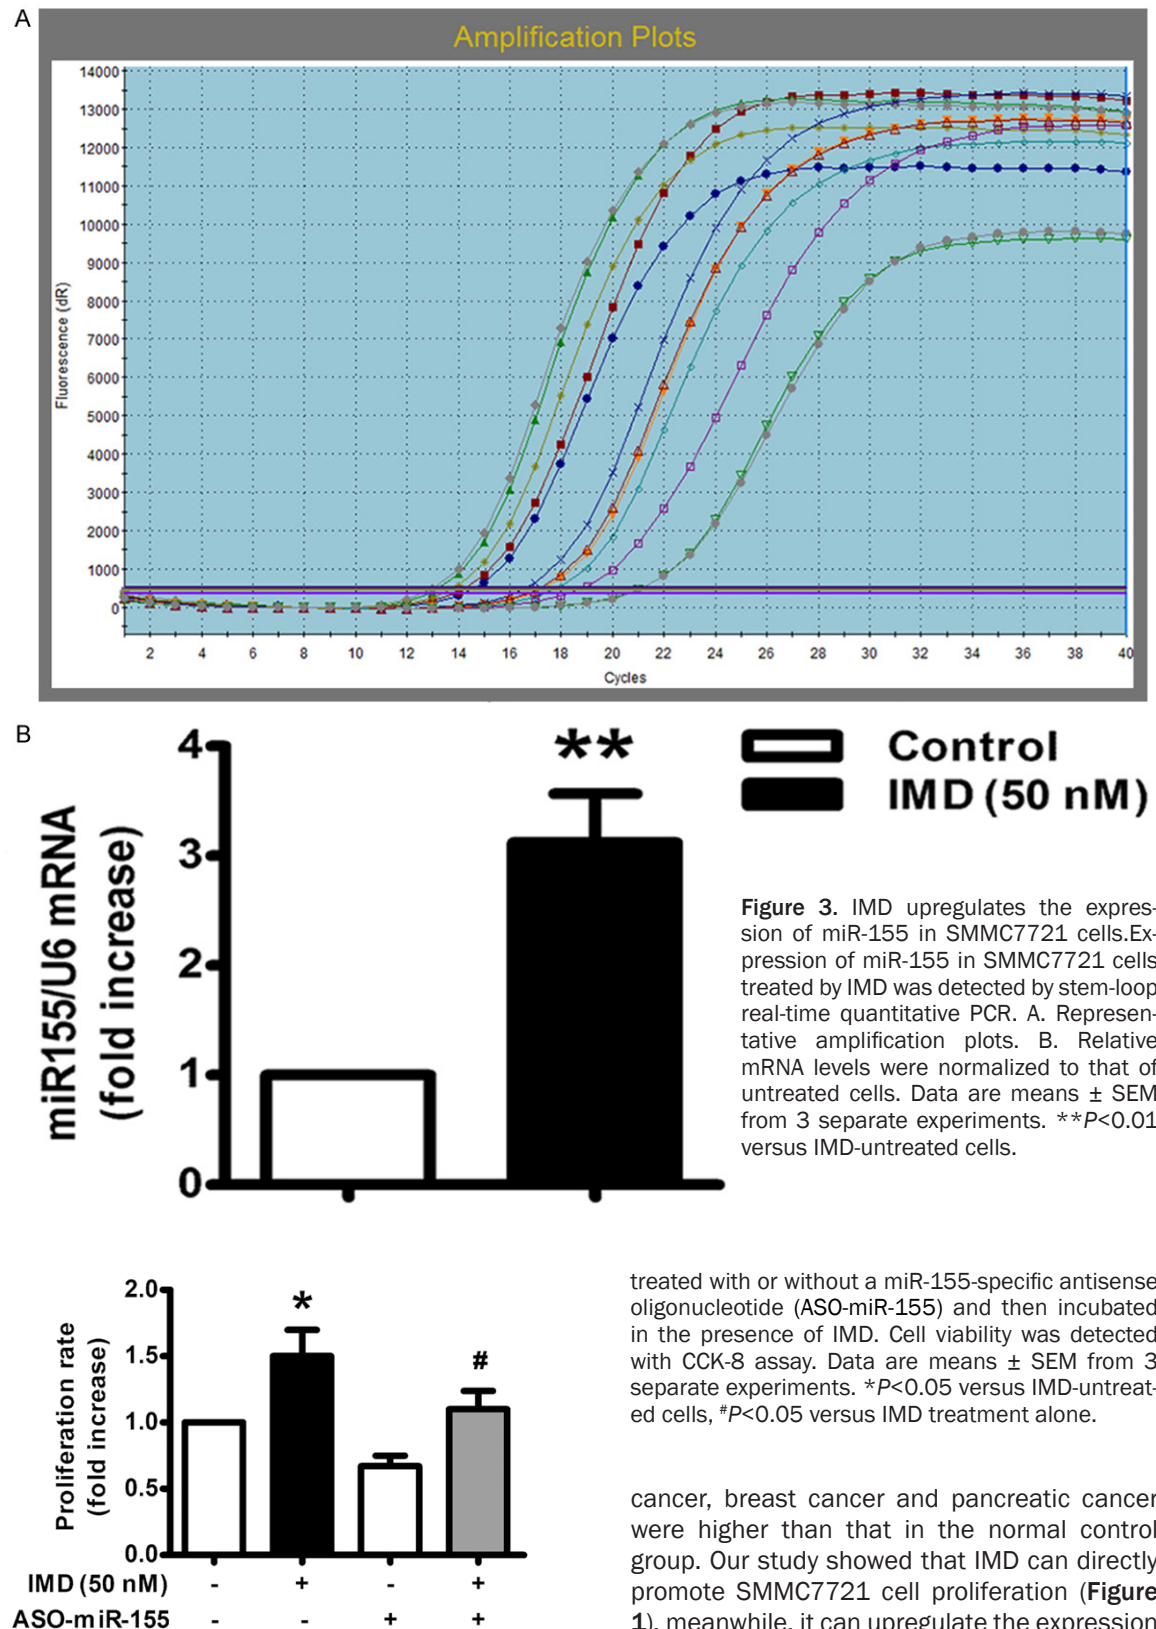 A
Amplification Plots
14000
13000
12000
11000
10000
9000
8000
7000
6000
5000
4000
3000
2000
1000
0
Fluorescence (dR)
2 4 6 8 10 12 14 16 18 20 22 24 26 28 30 32 34 36 38 40
Cycles
B
4
3
2
1
0
miR155/U6 mRNA
(fold increase)
**
Control
IMD (50 nM)
Figure 3. IMD upregulates the expres-
sion of miR-155 in SMMC7721 cells.Ex-
pression of miR-155 in SMMC7721 cells
treated by IMD was detected by stem-loop
real-time quantitative PCR. A. Represen-
tative amplification plots. B. Relative
mRNA levels were normalized to that of
untreated cells. Data are means ± SEM
from 3 separate experiments. **P<0.01
versus IMD-untreated cells.
2.0
1.5
1.0
0.5
0.0
Proliferation rate
(fold increase)
*
#
IMD (50 nM) - + - +
ASO-miR-155 - - + +
treated with or without a miR-155-specific antisense
oligonucleotide (ASO-miR-155) and then incubated
in the presence of IMD. Cell viability was detected
with CCK-8 assay. Data are means ± SEM from 3
separate experiments. *P<0.05 versus IMD-untreat-
ed cells, #P<0.05 versus IMD treatment alone.
cancer, breast cancer and pancreatic cancer
were higher than that in the normal control
group. Our study showed that IMD can directly
promote SMMC7721 cell proliferation (Figure
1), meanwhile, it can upregulate the expression